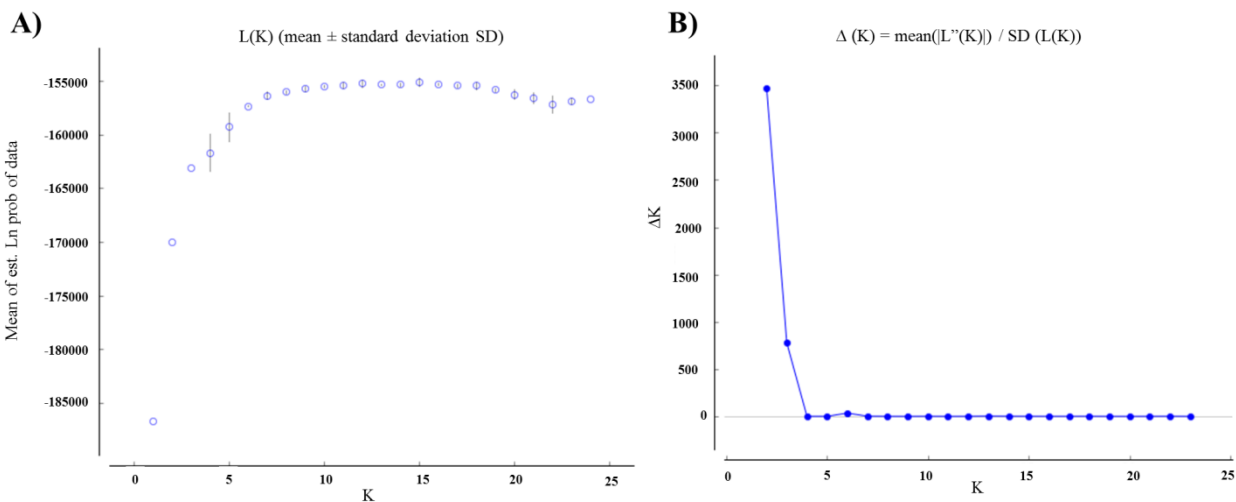 A)
L(K) (mean ± standard deviation SD)
Mean of est. Ln prob of data
-155000
-160000
-165000
-170000
-175000
-180000
-185000
0 5 10 15 20 25
K
B)
Δ (K) = mean(|L”(K)|) / SD (L(K))
ΔK
3500
3000
2500
2000
1500
1000
500
0
0 5 10 15 20 25
K